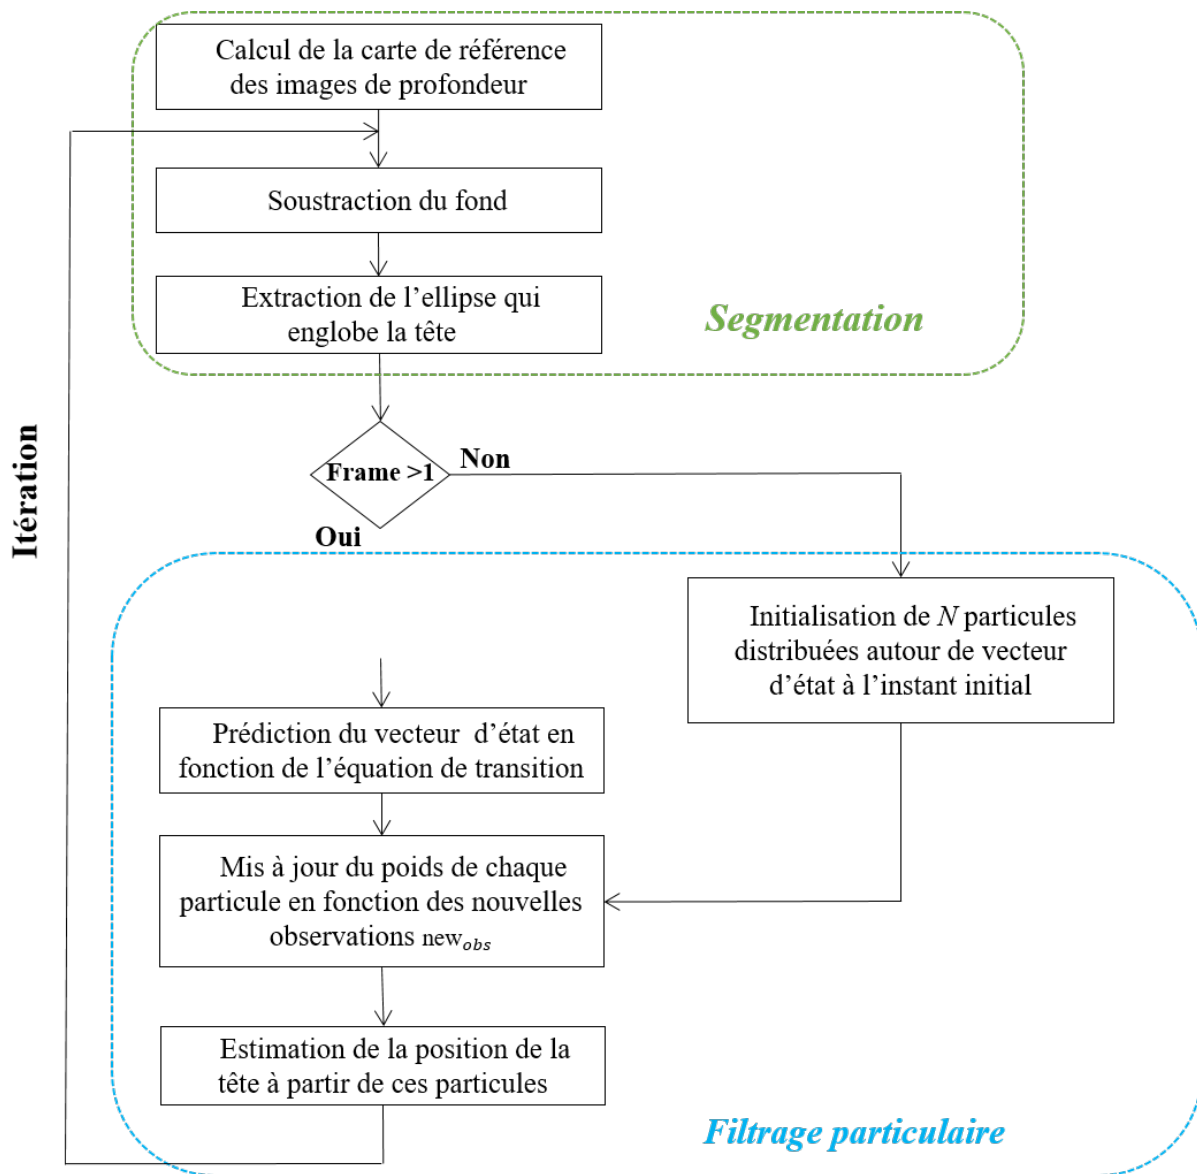 Calcul de la carte de référence
des images de profondeur
Soustraction du fond
Extraction de l’ellipse qui
englobe la tête
Segmentation
Itération
Frame >1
Non
Oui
Initialisation de N particules
distribuées autour de vecteur
d’état à l’instant initial
Prédiction du vecteur d’état en
fonction de l’équation de transition
Mis à jour du poids de chaque
particule en fonction des nouvelles
observations new_obs
Estimation de la position de la
tête à partir de ces particules
Filtrage particulaire